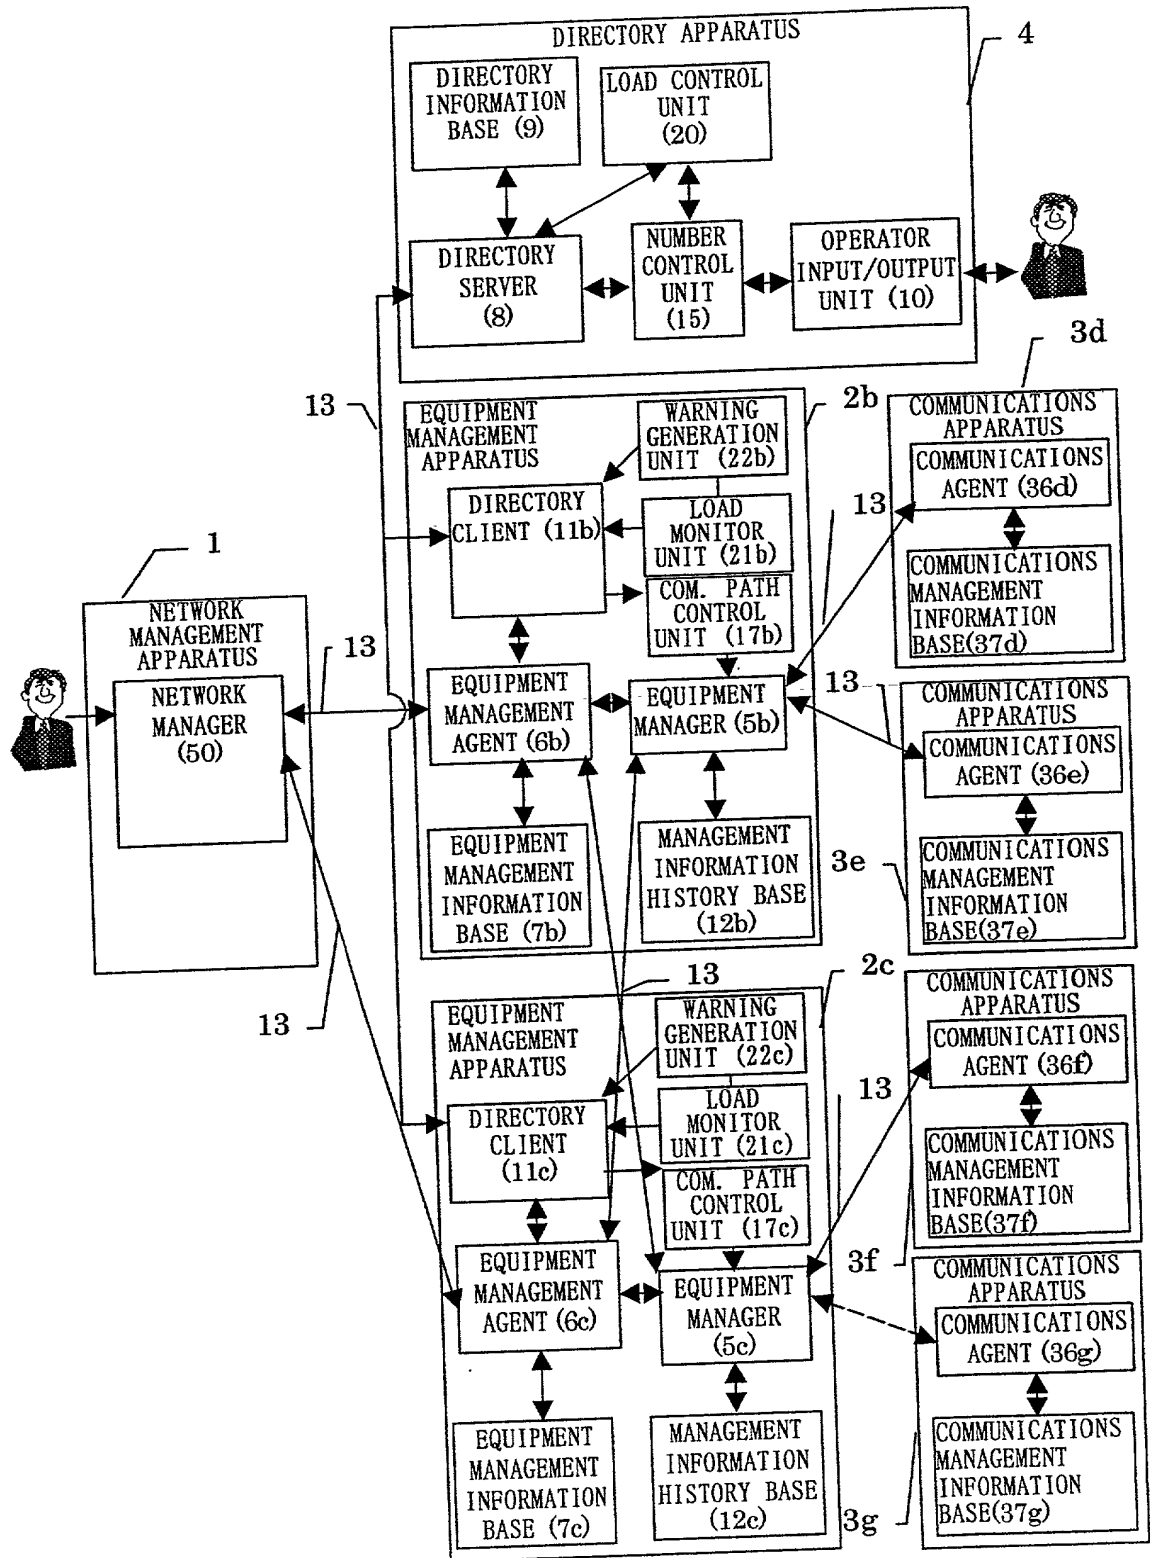 DIRECTORY APPARATUS
4
DIRECTORY
INFORMATION
BASE (9)
LOAD CONTROL
UNIT
(20)
DIRECTORY
SERVER
(8)
NUMBER
CONTROL
UNIT
(15)
OPERATOR
INPUT/OUTPUT
UNIT (10)
13
EQUIPMENT
MANAGEMENT
APPARATUS
WARNING
GENERATION
UNIT (22b)
2b
DIRECTORY
CLIENT (11b)
LOAD
MONITOR
UNIT (21b)
COM. PATH
CONTROL
UNIT (17b)
13
3d
COMMUNICATIONS
APPARATUS
COMMUNICATIONS
AGENT (36d)
COMMUNICATIONS
MANAGEMENT
INFORMATION
BASE(37d)
1
NETWORK
MANAGEMENT
APPARATUS
NETWORK
MANAGER
(50)
13
EQUIPMENT
MANAGEMENT
AGENT (6b)
EQUIPMENT
MANAGER (5b)
13
COMMUNICATIONS
APPARATUS
COMMUNICATIONS
AGENT (36e)
EQUIPMENT
MANAGEMENT
INFORMATION
BASE (7b)
MANAGEMENT
INFORMATION
HISTORY BASE
(12b)
3e
COMMUNICATIONS
MANAGEMENT
INFORMATION
BASE(37e)
13
13
2c
EQUIPMENT
MANAGEMENT
APPARATUS
WARNING
GENERATION
UNIT (22c)
COMMUNICATIONS
APPARATUS
COMMUNICATIONS
AGENT (36f)
DIRECTORY
CLIENT
(11c)
LOAD
MONITOR
UNIT (21c)
13
COM. PATH
CONTROL
UNIT (17c)
COMMUNICATIONS
MANAGEMENT
INFORMATION
BASE(37f)
3f
EQUIPMENT
MANAGEMENT
AGENT (6c)
EQUIPMENT
MANAGER
(5c)
COMMUNICATIONS
APPARATUS
COMMUNICATIONS
AGENT (36g)
EQUIPMENT
MANAGEMENT
INFORMATION
BASE (7c)
MANAGEMENT
INFORMATION
HISTORY BASE
(12c)
3g
COMMUNICATIONS
MANAGEMENT
INFORMATION
BASE(37g)